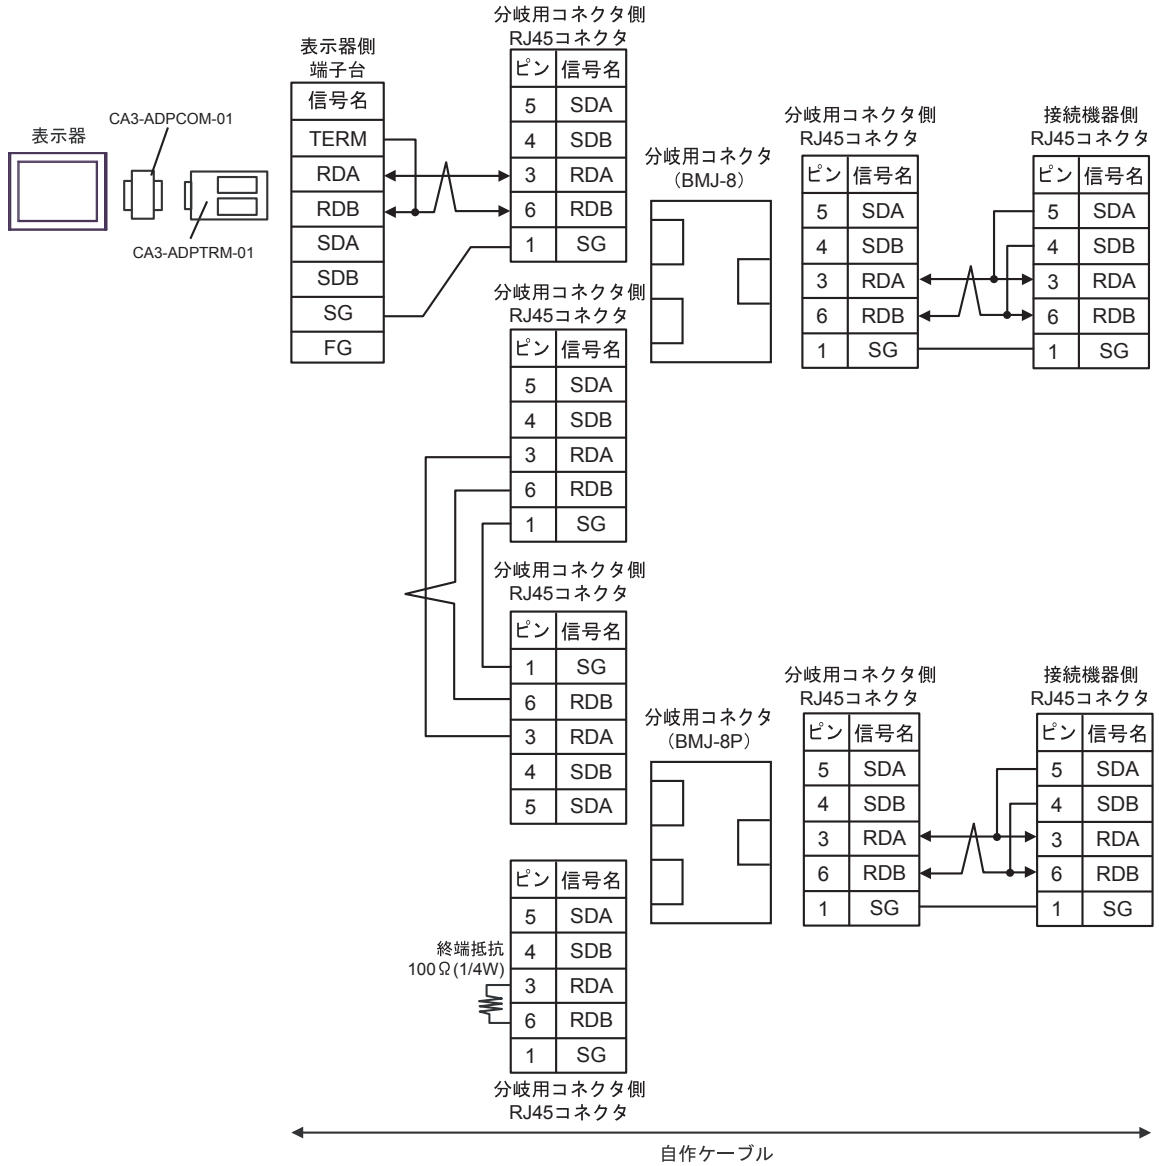 表示器
CA3-ADPCOM-01
CA3-ADPTRM-01
表示器側
端子台
信号名
TERM
RDA
RDB
SDA
SDB
SG
FG
分岐用コネクタ側
RJ45コネクタ
ピン 信号名
5 SDA
4 SDB
3 RDA
6 RDB
1 SG
分岐用コネクタ
（BMJ-8）
分岐用コネクタ側
RJ45コネクタ
ピン 信号名
5 SDA
4 SDB
3 RDA
6 RDB
1 SG
接続機器側
RJ45コネクタ
ピン 信号名
5 SDA
4 SDB
3 RDA
6 RDB
1 SG
分岐用コネクタ側
RJ45コネクタ
ピン 信号名
5 SDA
4 SDB
3 RDA
6 RDB
1 SG
分岐用コネクタ側
RJ45コネクタ
ピン 信号名
1 SG
6 RDB
3 RDA
4 SDB
5 SDA
分岐用コネクタ
（BMJ-8P）
分岐用コネクタ側
RJ45コネクタ
ピン 信号名
5 SDA
4 SDB
3 RDA
6 RDB
1 SG
接続機器側
RJ45コネクタ
ピン 信号名
5 SDA
4 SDB
3 RDA
6 RDB
1 SG
終端抵抗
100Ω(1/4W)
ピン 信号名
5 SDA
4 SDB
3 RDA
6 RDB
1 SG
分岐用コネクタ側
RJ45コネクタ
自作ケーブル